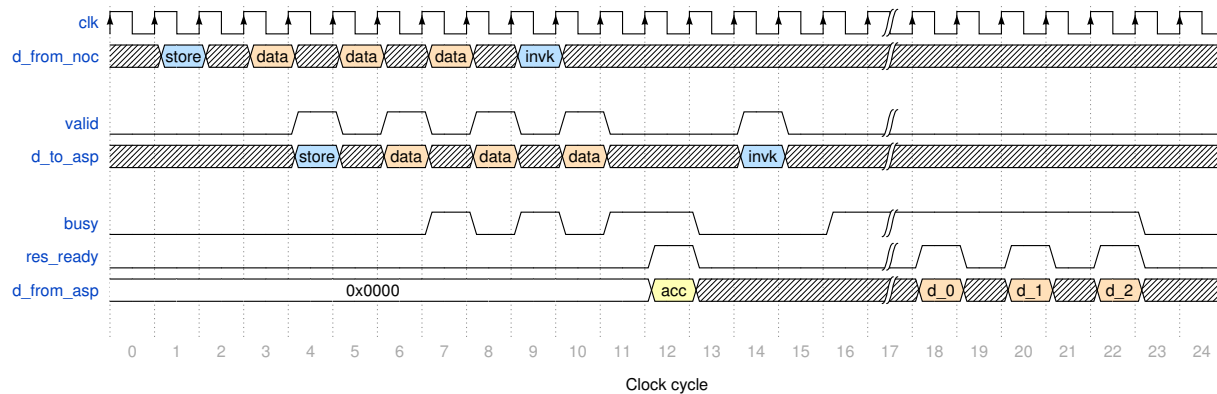 clk
d_from_noc store data data data invk
valid
d_to_asp store data data data invk
busy
res_ready
d_from_asp 0x0000 acc d_0 d_1 d_2
0 1 2 3 4 5 6 7 8 9 10 11 12 13 14 15 16 17 18 19 20 21 22 23 24
Clock cycle